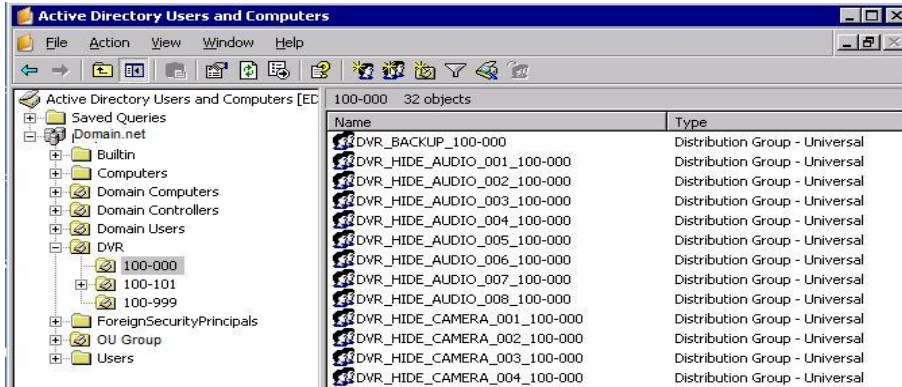 Active Directory Users and Computers
File Action View Window Help
Active Directory Users and Computers [ED
100-000 32 objects
Saved Queries
Domain.net
Builtin
Computers
Domain Computers
Domain Controllers
Domain Users
DVR
100-000
100-101
100-999
ForeignSecurityPrincipals
OU Group
Users
Name Type
DVR_BACKUP_100-000 Distribution Group - Universal
DVR_HIDE_AUDIO_001_100-000 Distribution Group - Universal
DVR_HIDE_AUDIO_002_100-000 Distribution Group - Universal
DVR_HIDE_AUDIO_003_100-000 Distribution Group - Universal
DVR_HIDE_AUDIO_004_100-000 Distribution Group - Universal
DVR_HIDE_AUDIO_005_100-000 Distribution Group - Universal
DVR_HIDE_AUDIO_006_100-000 Distribution Group - Universal
DVR_HIDE_AUDIO_007_100-000 Distribution Group - Universal
DVR_HIDE_AUDIO_008_100-000 Distribution Group - Universal
DVR_HIDE_CAMERA_001_100-000 Distribution Group - Universal
DVR_HIDE_CAMERA_002_100-000 Distribution Group - Universal
DVR_HIDE_CAMERA_003_100-000 Distribution Group - Universal
DVR_HIDE_CAMERA_004_100-000 Distribution Group - Universal